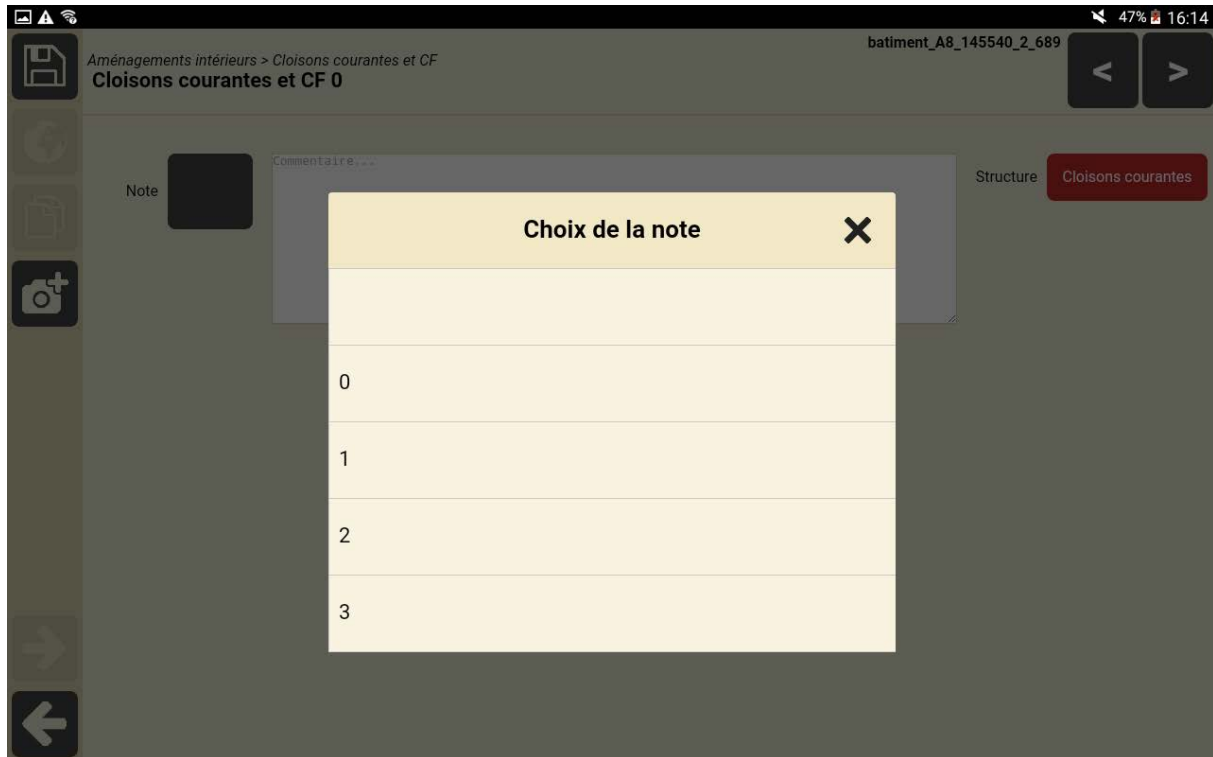 47% 16:14
Aménagements intérieurs > Cloisons courantes et CF
Cloisons courantes et CF 0
batiment_A8_145540_2_689
< >
Note
Commentaire...
Structure
Cloisons courantes
Choix de la note
0
1
2
3